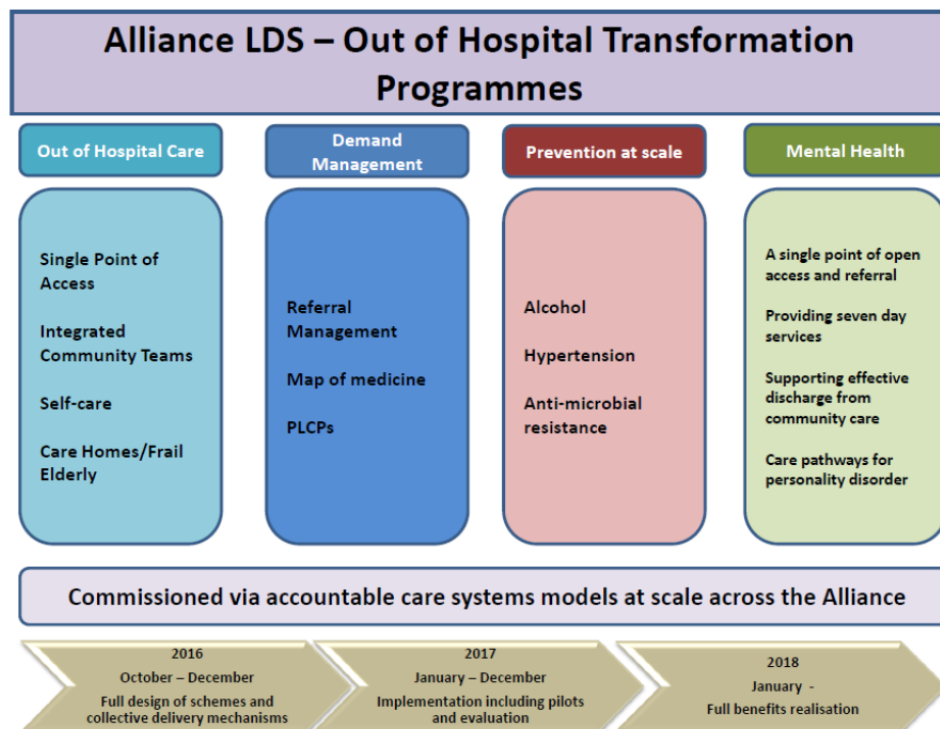 Alliance LDS – Out of Hospital Transformation
Programmes
Out of Hospital Care
Demand
Management
Prevention at scale
Mental Health
Single Point of
Access
Integrated
Community Teams
Self-care
Care Homes/Frail
Elderly
Referral
Management
Map of medicine
PLCPs
Alcohol
Hypertension
Anti-microbial
resistance
A single point of open
access and referral
Providing seven day
services
Supporting effective
discharge from
community care
Care pathways for
personality disorder
Commissioned via accountable care systems models at scale across the Alliance
2016
October – December
Full design of schemes and
collective delivery mechanisms
2017
January – December
Implementation including pilots
and evaluation
2018
January -
Full benefits realisation